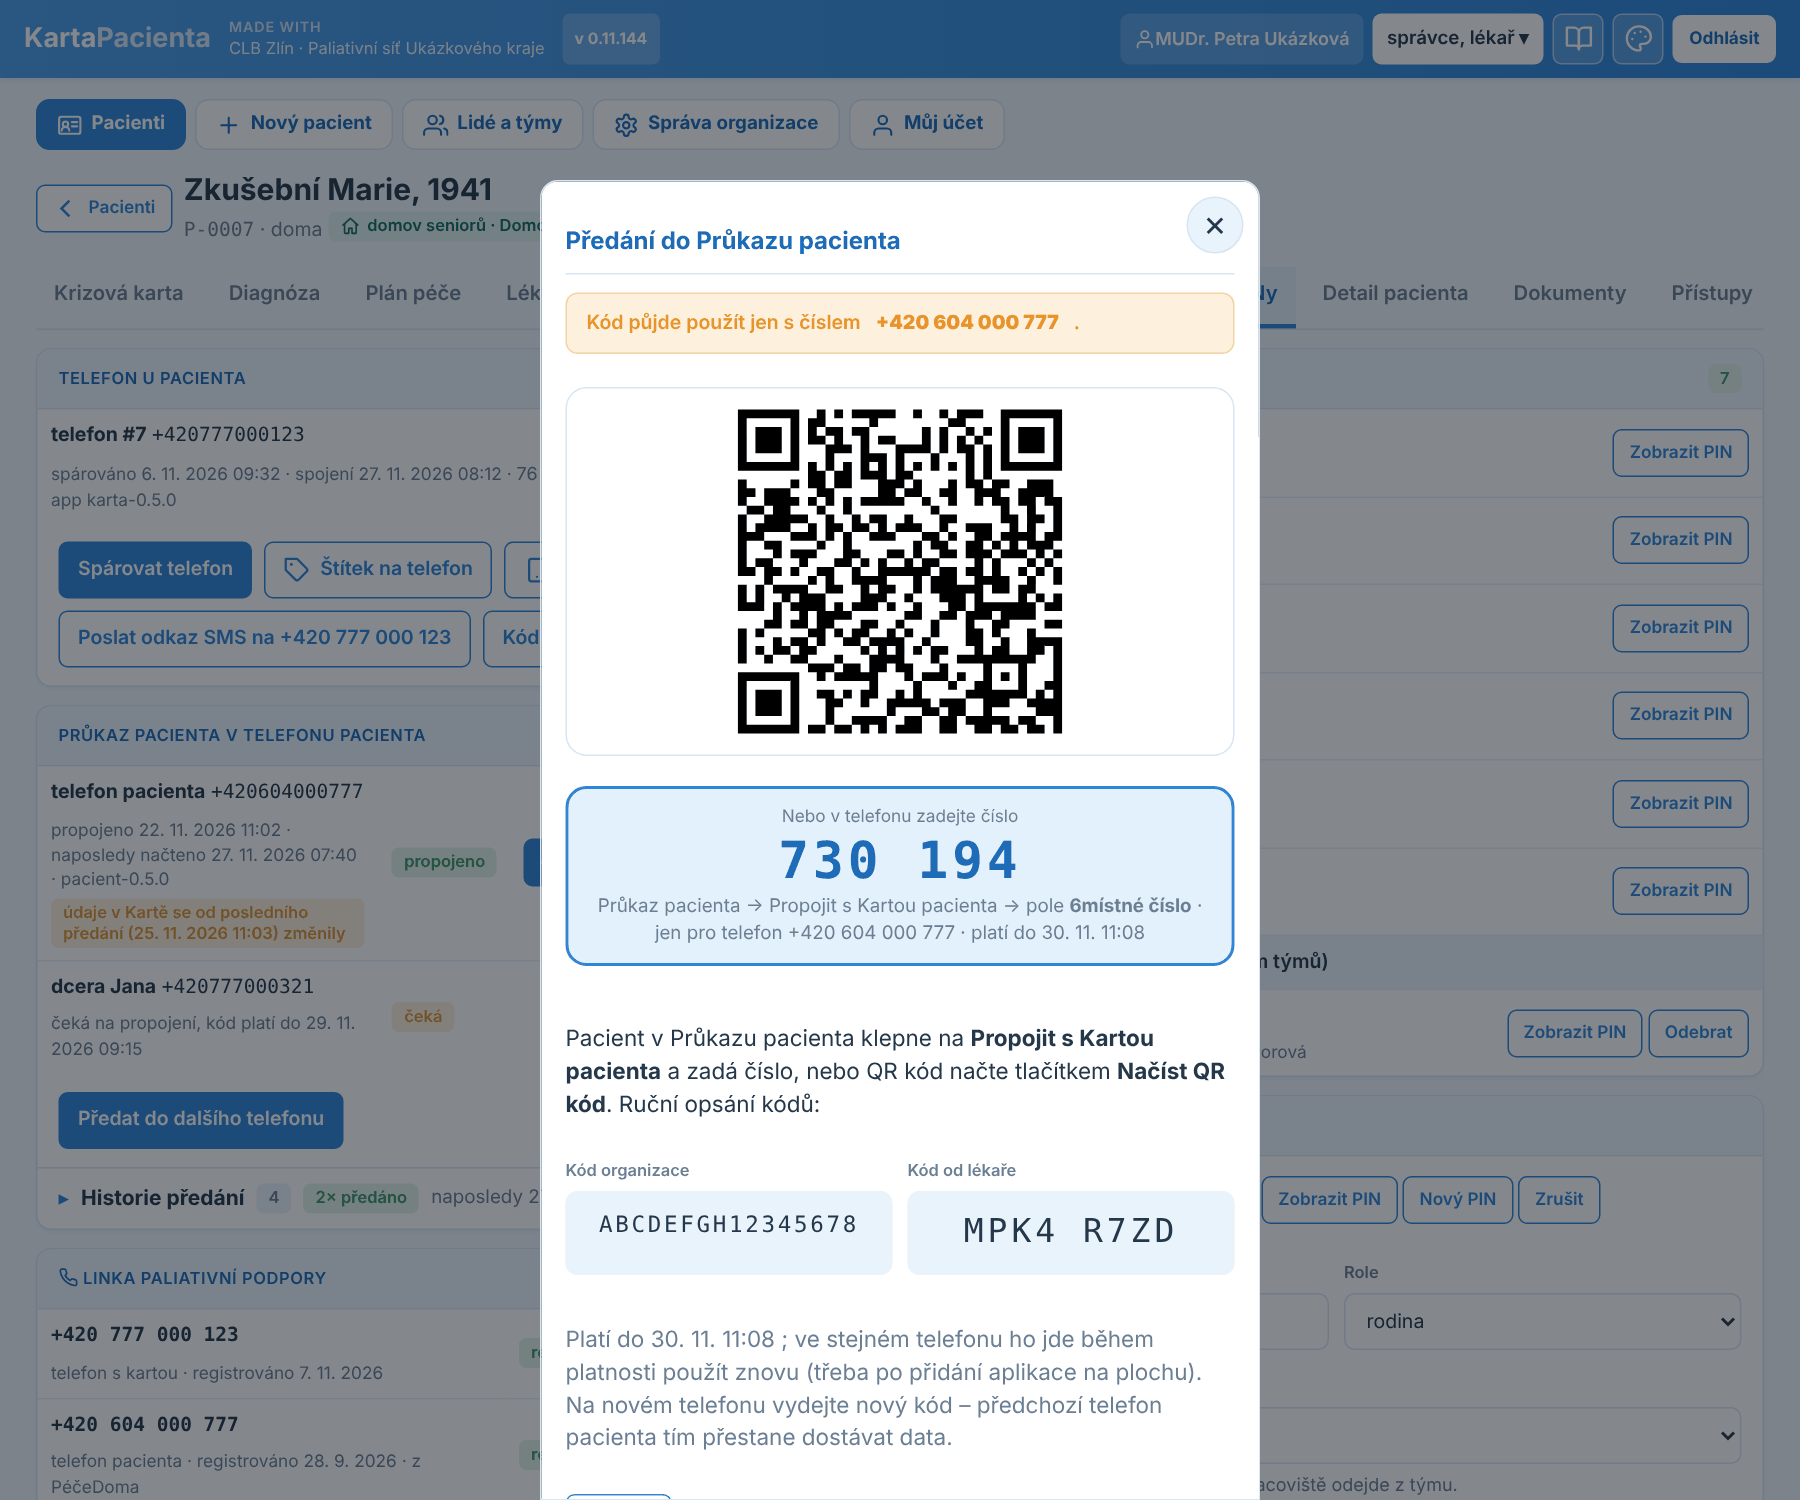 KartaPacienta
MADE WITH
CLB Zlín · Paliativní síť Ukázkového kraje
v 0.11.144
MUDr. Petra Ukázková
správce, lékař ▾
Odhlásit
Pacienti
Nový pacient
Lidé a týmy
Správa organizace
Můj účet
Pacienti
Zkušební Marie, 1941
P-0007 · doma
domov seniorů ·
Krizová karta
Diagnóza
Plán péče
Detail pacienta
Dokumenty
Přístupy
TELEFON U PACIENTA
7
telefon #7 +420777000123
spárováno 6. 11. 2026 09:32 · spojení 27. 11. 2026 08:12 · 76
app karta-0.5.0
Spárovat telefon
Štítek na telefon
Poslat odkaz SMS na +420 777 000 123
Kód
PRŮKAZ PACIENTA V TELEFONU PACIENTA
telefon pacienta +420604000777
propojeno 22. 11. 2026 11:02 ·
naposledy načteno 27. 11. 2026 07:40
· pacient-0.5.0
propojeno
údaje v Kartě se od posledního
předání (25. 11. 2026 11:03) změnily
dcera Jana +420777000321
čeká na propojení, kód platí do 29. 11.
2026 09:15
čeká
Předat do dalšího telefonu
▸ Historie předání 4 2× předáno naposledy 2
LINKA PALIATIVNÍ PODPORY
+420 777 000 123
telefon s kartou · registrováno 7. 11. 2026
+420 604 000 777
telefon pacienta · registrováno 28. 9. 2026 · z
PéčeDoma
Předání do Průkazu pacienta
Kód půjde použít jen s číslem +420 604 000 777 .
Nebo v telefonu zadejte číslo
730 194
Průkaz pacienta → Propojit s Kartou pacienta → pole 6místné číslo ·
jen pro telefon +420 604 000 777 · platí do 30. 11. 11:08
Pacient v Průkazu pacienta klepne na Propojit s Kartou
pacienta a zadá číslo, nebo QR kód načte tlačítkem Načíst QR
kód. Ruční opsání kódů:
Kód organizace
Kód od lékaře
ABCDEFGH12345678
MPK4 R7ZD
Platí do 30. 11. 11:08 ; ve stejném telefonu ho jde během
platnosti použít znovu (třeba po přidání aplikace na plochu).
Na novém telefonu vydejte nový kód – předchozí telefon
pacienta tím přestane dostávat data.
Zobrazit PIN
Zobrazit PIN
Zobrazit PIN
Zobrazit PIN
Zobrazit PIN
Zobrazit PIN
týmů)
Zobrazit PIN
Odebrat
orová
Zobrazit PIN
Nový PIN
Zrušit
Role
rodina
acoviště odejde z týmu.